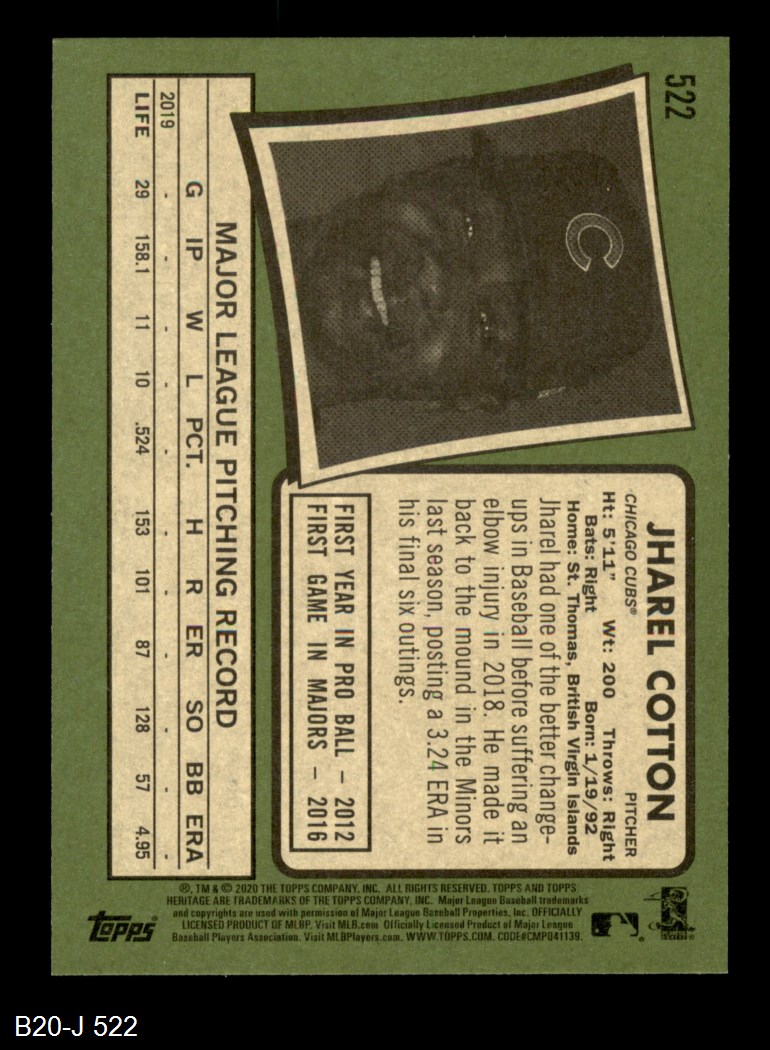 522
JHAREL COTTON
CHICAGO CUBS® PITCHER
Ht: 5'11" Wt: 200 Throws: Right
Bats: Right Born: 1/19/92
Home: St. Thomas, British Virgin Islands
Jharel had one of the better change-
ups in Baseball before suffering an
elbow injury in 2018. He made it
back to the mound in the Minors
last season, posting a 3.24 ERA in
his final six outings.
FIRST YEAR IN PRO BALL – 2012
FIRST GAME IN MAJORS – 2016
C
MAJOR LEAGUE PITCHING RECORD
G IP W L PCT. H R ER SO BB ERA
2019 - - - - - - - - - - -
LIFE 29 158.1 11 10 .524 153 101 87 128 57 4.95
®, TM & © 2020 THE TOPPS COMPANY, INC. ALL RIGHTS RESERVED. TOPPS AND TOPPS
HERITAGE ARE TRADEMARKS OF THE TOPPS COMPANY, INC. Major League Baseball trademarks
and copyrights are used with permission of Major League Baseball Properties, Inc. OFFICIALLY
LICENSED PRODUCT OF MLBP. Visit MLB.com Officially Licensed Product of Major League
Baseball Players Association. Visit MLBPlayers.com. WWW.TOPPS.COM. CODE#CMP041139.
topps
B20-J 522